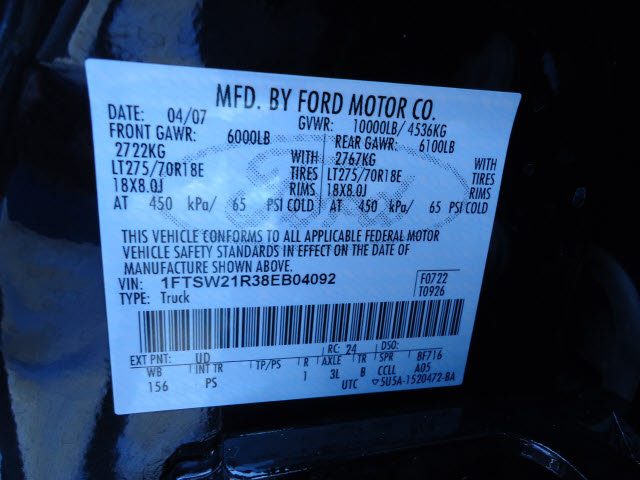 MFD. BY FORD MOTOR CO.
DATE: 04/07 GVWR: 10000LB/ 4536KG
FRONT GAWR: 6000LB REAR GAWR: 6100LB
2722KG WITH 2767KG WITH
LT275/70R18E TIRES LT275/70R18E TIRES
18X8.0J RIMS 18X8.0J RIMS
AT 450 kPa/ 65 PSI COLD AT 450 kPa/ 65 PSI COLD
THIS VEHICLE CONFORMS TO ALL APPLICABLE FEDERAL MOTOR
VEHICLE SAFETY STANDARDS IN EFFECT ON THE DATE OF
MANUFACTURE SHOWN ABOVE.
VIN: 1FTSW21R38EB04092 F0722
TYPE: Truck T0926
EXT PNT: UD RC: 24 DSO:
WB INT TR TP/PS R AXLE TR SPR BF716
156 PS 1 3L B CCLL A05
UTC ▽5U5A-1520472-BA